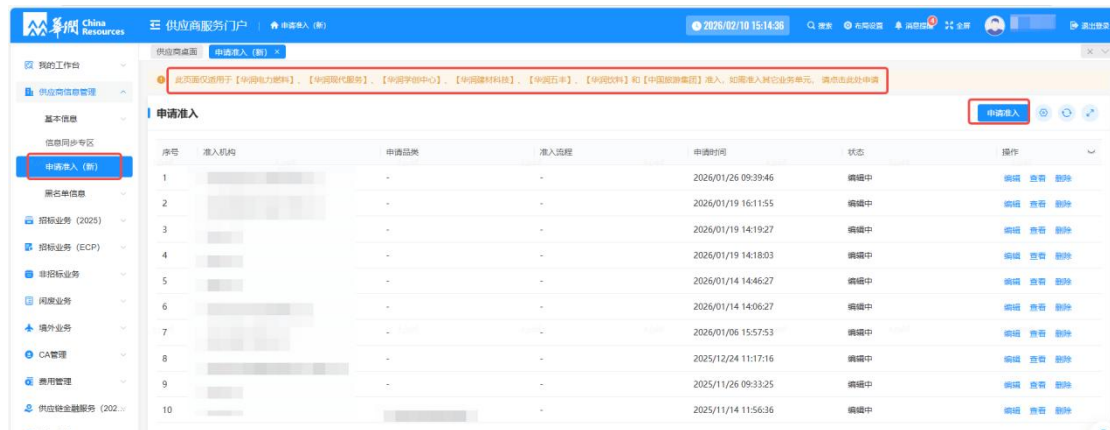 華润 China Resources 供应商服务门户 申请准入（新） 2026/02/10 15:14:36 搜索 布局设置 消息提醒 全屏 退出登录
供应商桌面 申请准入（新） ×
我的工作台
此页面仅适用于【华润电力燃料】、【华润现代服务】、【华润学创中心】、【华润建材科技】、【华润五丰】、【华润饮料】和【中国旅游集团】准入，如需准入其它业务单元，请点击此处申请
供应商信息管理
基本信息
申请准入 申请准入
信息同步专区
序号 准入机构 申请品类 准入流程 申请时间 状态 操作
申请准入（新）
1 - - 2026/01/26 09:39:46 编辑中 编辑 查看 删除
黑名单信息
2 - - 2026/01/19 16:11:55 编辑中 编辑 查看 删除
招标业务（2025）
3 - - 2026/01/19 14:19:27 编辑中 编辑 查看 删除
招标业务（ECP）
4 - - 2026/01/19 14:18:03 编辑中 编辑 查看 删除
非招标业务
5 - - 2026/01/14 14:46:27 编辑中 编辑 查看 删除
闲废业务
6 - - 2026/01/14 14:06:27 编辑中 编辑 查看 删除
境外业务
7 - - 2026/01/06 15:57:53 编辑中 编辑 查看 删除
CA管理
8 - - 2025/12/24 11:17:16 编辑中 编辑 查看 删除
费用管理
9 - - 2025/11/26 09:33:25 编辑中 编辑 查看 删除
供应链金融服务（202...
10 - 2025/11/14 11:56:36 编辑中 编辑 查看 删除